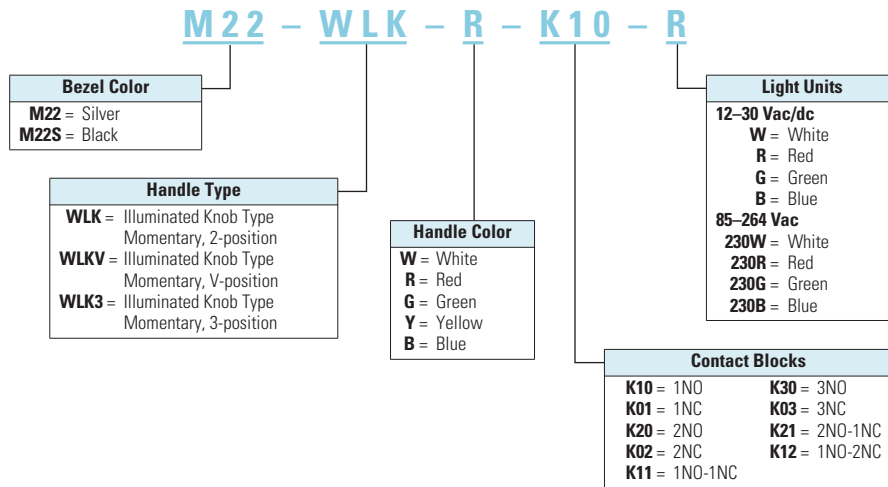 M22 – WLK – R – K10 – R
Bezel Color
M22 = Silver
M22S = Black
Handle Type
WLK = Illuminated Knob Type
Momentary, 2-position
WLKV = Illuminated Knob Type
Momentary, V-position
WLK3 = Illuminated Knob Type
Momentary, 3-position
Handle Color
W = White
R = Red
G = Green
Y = Yellow
B = Blue
Light Units
12–30 Vac/dc
W = White
R = Red
G = Green
B = Blue
85–264 Vac
230W = White
230R = Red
230G = Green
230B = Blue
Contact Blocks
K10 = 1NO
K01 = 1NC
K20 = 2NO
K02 = 2NC
K11 = 1NO-1NC
K30 = 3NO
K03 = 3NC
K21 = 2NO-1NC
K12 = 1NO-2NC